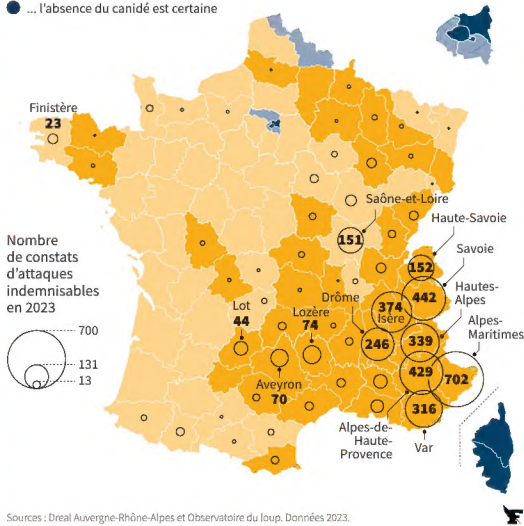 ... l'absence du canidé est certaine
Finistère
23
Saône-et-Loire
151
Haute-Savoie
152
Savoie
442
Nombre
de constats
d'attaques
indemnisables
en 2023
700
131
13
Hautes-
Alpes
339
Alpes-
Maritimes
702
Drôme
246
374
Isère
Lot
44
Lozère
74
Aveyron
70
429
Alpes-de-
Haute-
Provence
316
Var
Sources : Dreal Auvergne-Rhône-Alpes et Observatoire du loup. Données 2023.